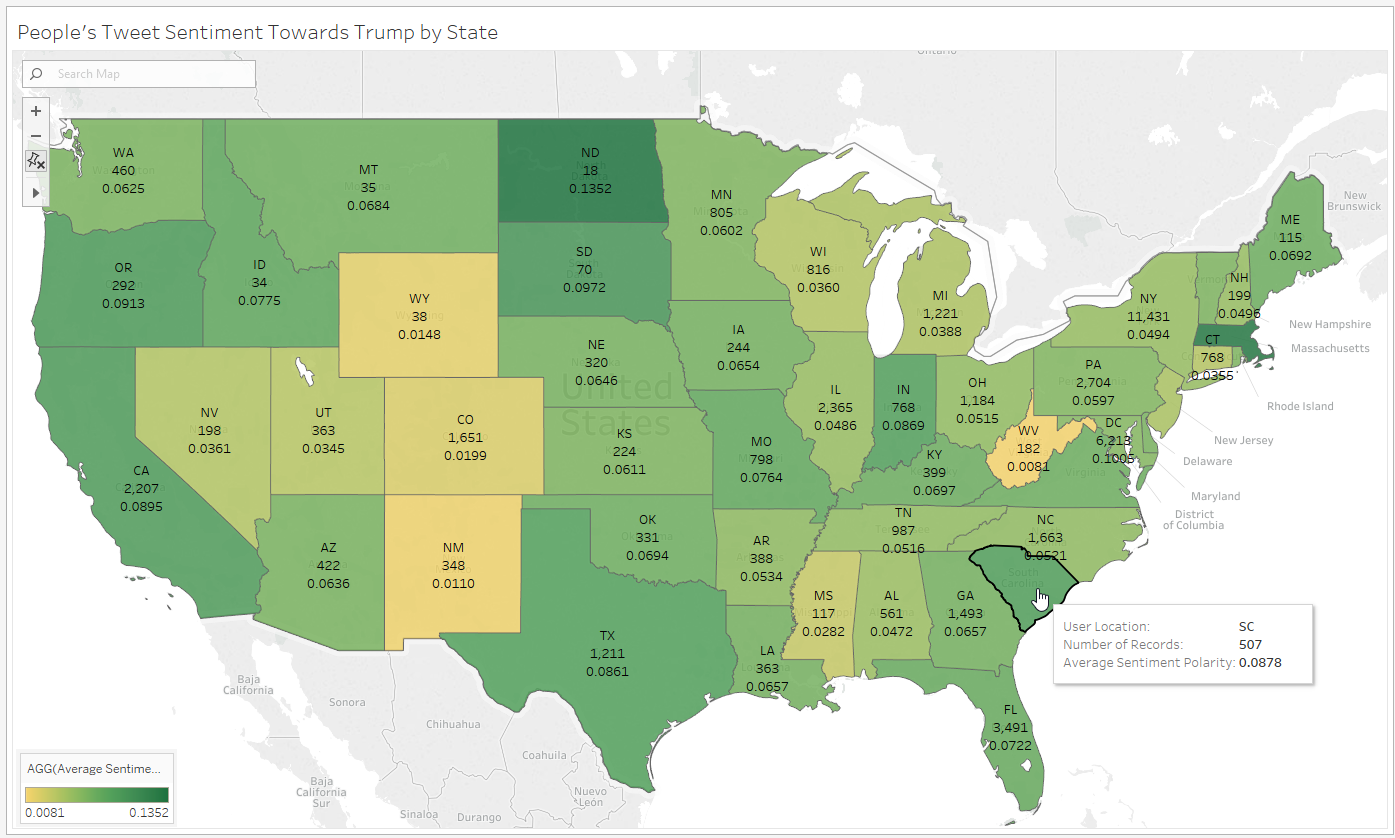 People's Tweet Sentiment Towards Trump by State
Ontario
Search Map
+
−
WA
460
0.0625
MT
35
0.0684
ND
18
0.1352
MN
805
0.0602
ME
115
0.0692
New
Brunswick
OR
292
0.0913
ID
34
0.0775
SD
70
0.0972
WI
816
0.0360
MI
1,221
0.0388
NY
11,431
0.0494
NH
199
0.0496
New Hampshire
Massachusetts
WY
38
0.0148
NE
320
0.0646
IA
244
0.0654
CT
768
0.0355
Rhode Island
PA
2,704
0.0597
NV
198
0.0361
UT
363
0.0345
CO
1,651
0.0199
United
States
KS
224
0.0611
IL
2,365
0.0486
IN
768
0.0869
OH
1,184
0.0515
WV
182
0.0081
DC
6,213
0.1005
Virginia
New Jersey
Delaware
Maryland
District
of Columbia
CA
2,207
0.0895
MO
798
0.0764
KY
399
0.0697
AZ
422
0.0636
NM
348
0.0110
OK
331
0.0694
AR
388
0.0534
TN
987
0.0516
NC
1,663
0.0521
South
Carolina
TX
1,211
0.0861
LA
363
0.0657
MS
117
0.0282
AL
561
0.0472
GA
1,493
0.0657
User Location: SC
Number of Records: 507
Average Sentiment Polarity: 0.0878
FL
3,491
0.0722
Baja
California
Sonora
Chihuahua
Coahuila
Baja
California
Sur
Sinaloa
Durango
Nuevo
León
AGG(Average Sentime...
0.0081 0.1352